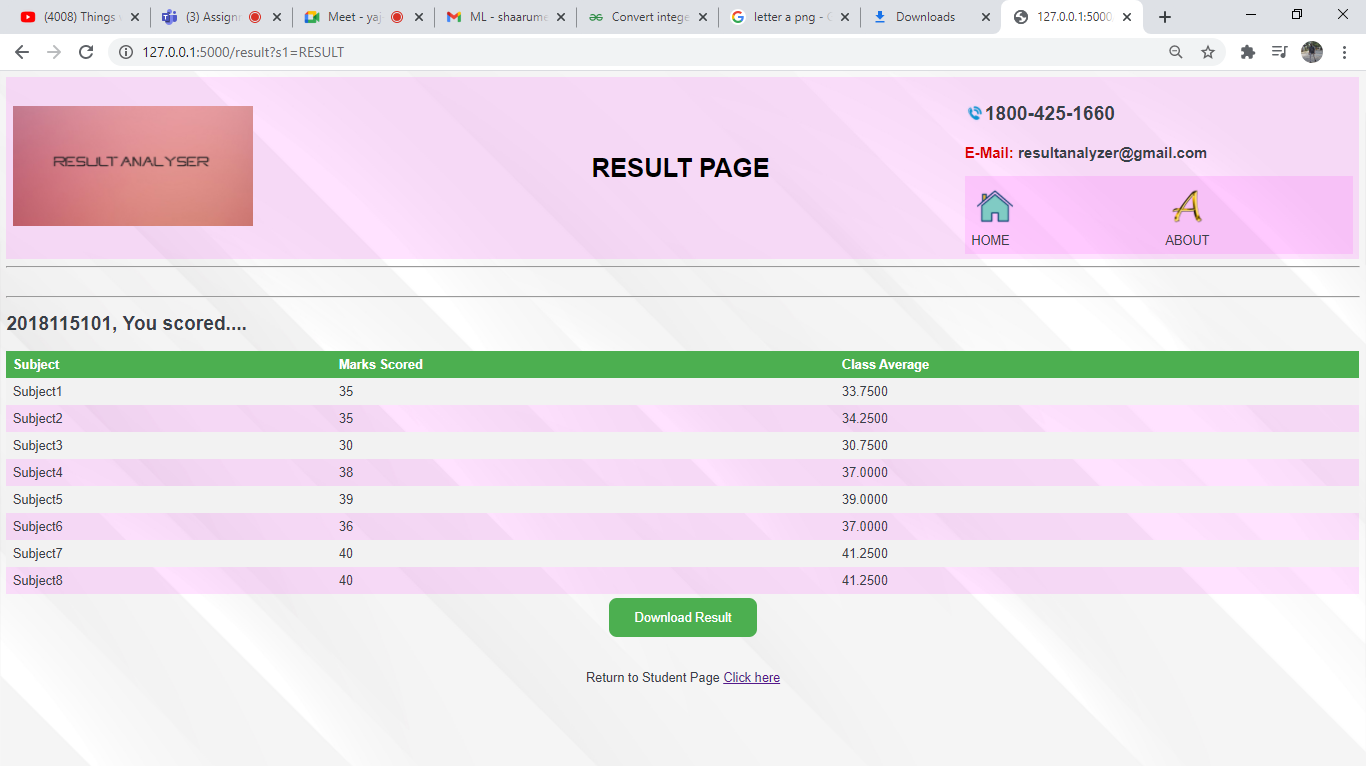 (4008) Things
(3) Assignr
Meet - yaj
ML - shaarume
Convert intege
letter a png -
Downloads
127.0.0.1:5000
127.0.0.1:5000/result?s1=RESULT
RESULT ANALYSER
RESULT PAGE
1800-425-1660
E-Mail: resultanalyzer@gmail.com
HOME ABOUT
2018115101, You scored....
Subject Marks Scored Class Average
Subject1 35 33.7500
Subject2 35 34.2500
Subject3 30 30.7500
Subject4 38 37.0000
Subject5 39 39.0000
Subject6 36 37.0000
Subject7 40 41.2500
Subject8 40 41.2500
Download Result
Return to Student Page Click here